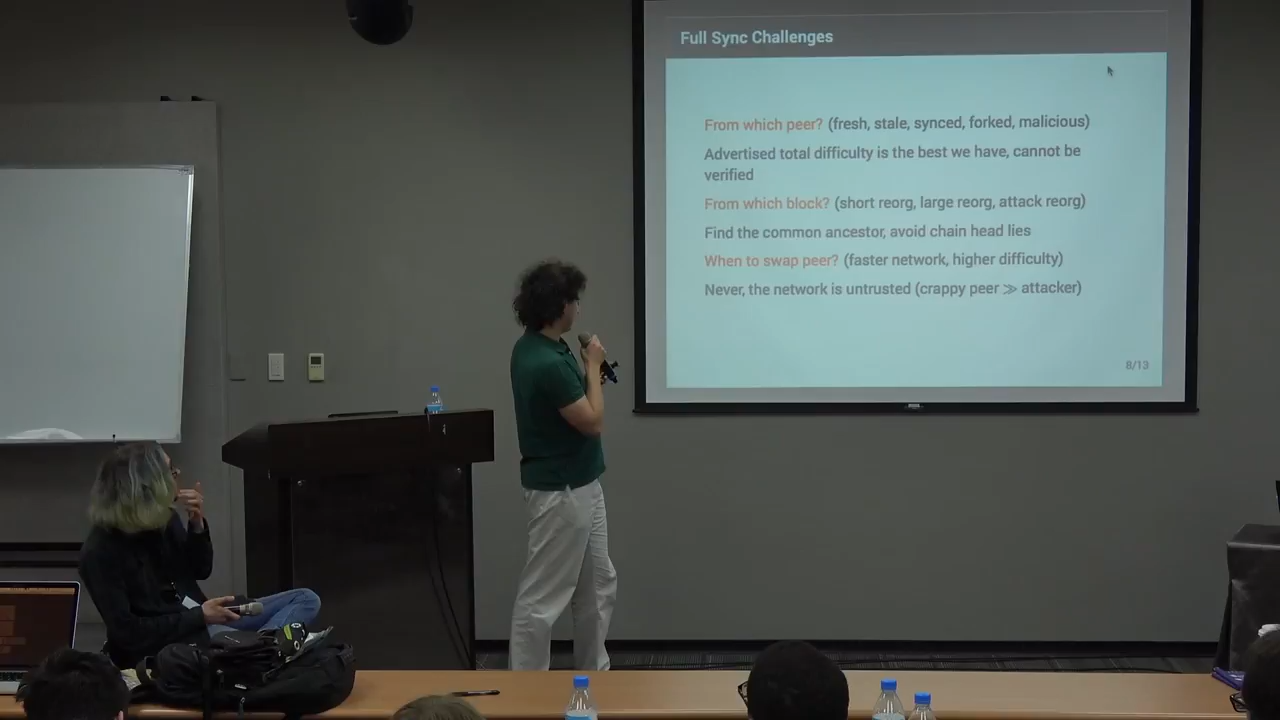 Full Sync Challenges
From which peer? (fresh, stale, synced, forked, malicious)
Advertised total difficulty is the best we have, cannot be
verified
From which block? (short reorg, large reorg, attack reorg)
Find the common ancestor, avoid chain head lies
When to swap peer? (faster network, higher difficulty)
Never, the network is untrusted (crappy peer ≫ attacker)
8/13